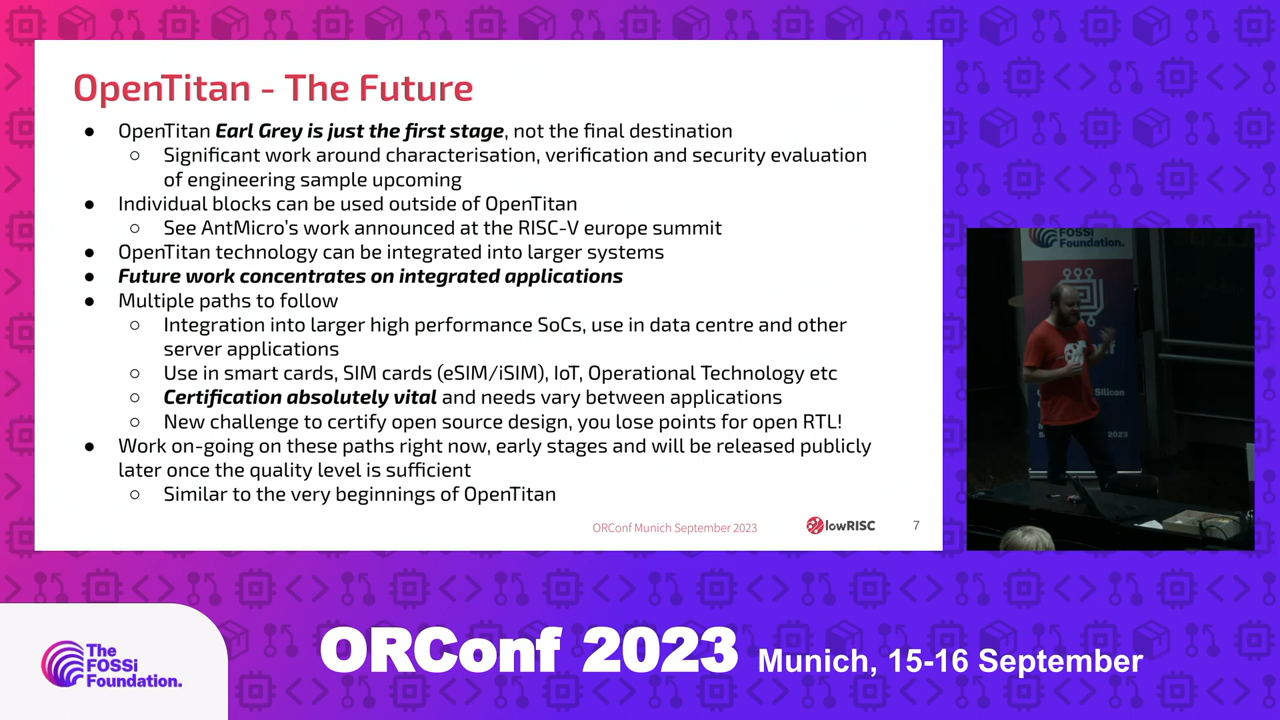 OpenTitan - The Future
● OpenTitan Earl Grey is just the first stage, not the final destination
○ Significant work around characterisation, verification and security evaluation
of engineering sample upcoming
● Individual blocks can be used outside of OpenTitan
○ See AntMicro's work announced at the RISC-V europe summit
● OpenTitan technology can be integrated into larger systems
● Future work concentrates on integrated applications
● Multiple paths to follow
○ Integration into larger high performance SoCs, use in data centre and other
server applications
○ Use in smart cards, SIM cards (eSIM/iSIM), IoT, Operational Technology etc
○ Certification absolutely vital and needs vary between applications
○ New challenge to certify open source design, you lose points for open RTL!
● Work on-going on these paths right now, early stages and will be released publicly
later once the quality level is sufficient
○ Similar to the very beginnings of OpenTitan
ORConf Munich September 2023
lowRISC
7
FOSSi
Foundation.
Silicon
2023
The
FOSSi
Foundation.
ORConf 2023 Munich, 15-16 September